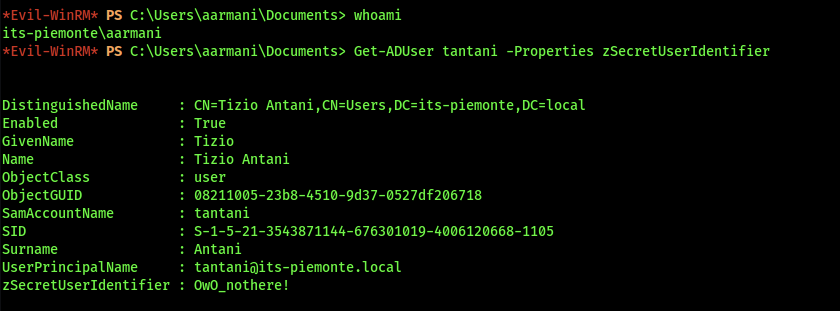 *Evil-WinRM* PS C:\Users\aarmani\Documents> whoami
its-piemonte\aarmani
*Evil-WinRM* PS C:\Users\aarmani\Documents> Get-ADUser tantani -Properties zSecretUserIdentifier
DistinguishedName     : CN=Tizio Antani,CN=Users,DC=its-piemonte,DC=local
Enabled               : True
GivenName             : Tizio
Name                  : Tizio Antani
ObjectClass           : user
ObjectGUID            : 08211005-23b8-4510-9d37-0527df206718
SamAccountName        : tantani
SID                   : S-1-5-21-3543871144-676301019-4006120668-1105
Surname               : Antani
UserPrincipalName     : tantani@its-piemonte.local
zSecretUserIdentifier : OwO_nothere!